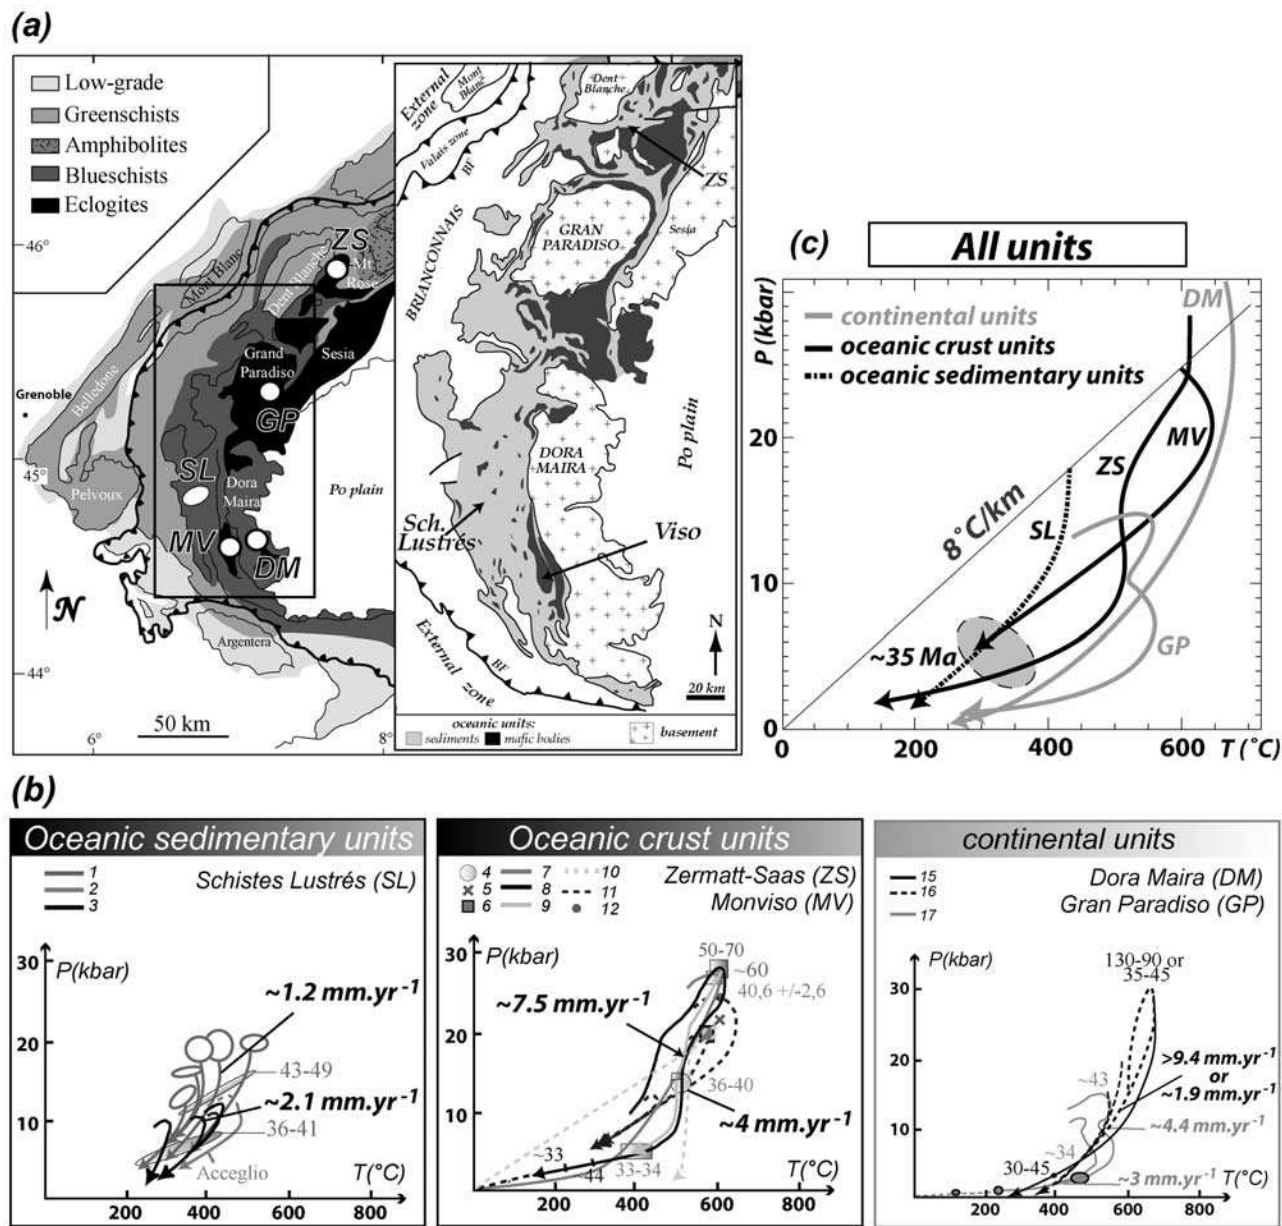 (a)
Low-grade
Greenschists
Amphibolites
Blueschists
Eclogites
46°
45°
44°
Grenoble
Mont Blanc
Belledone
Pelvoux
Dent Blanche
ZS
Mt
Rose
Sesia
Grand
Paradiso
GP
SL
Dora
Maira
Po plain
MV
DM
N
Argentera
50 km
6°
8°
External
zone
Mont
Blanc
Valais zone
BF
Dent
Blanche
ZS
BRIANCONNAIS
GRAN
PARADISO
Sesia
DORA
MAIRA
Po plain
Sch.
Lustrés
Viso
External
zone
BF
N
20 km
oceanic units:
sediments
mafic bodies
basement
(c)
All units
P (kbar)
continental units
oceanic crust units
oceanic sedimentary units
DM
MV
ZS
SL
8°C/km
GP
~35 Ma
20
10
0
0
200
400
600
T (°C)
(b)
Oceanic sedimentary units
1
2
3
Schistes Lustrés (SL)
P(kbar)
30
20
10
~1.2 mm.yr-1
43-49
~2.1 mm.yr-1
36-41
Acceglio
T(°C)
200
400
600
800
Oceanic crust units
4
5
6
7
8
9
10
11
12
Zermatt-Saas (ZS)
Monviso (MV)
P(kbar)
30
20
10
50-70
~60
40,6 +/-2,6
~7.5 mm.yr-1
36-40
~4 mm.yr-1
~33
~44
33-34
T(°C)
200
400
600
800
continental units
15
16
17
Dora Maira (DM)
Gran Paradiso (GP)
P(kbar)
30
20
10
130-90 or
35-45
>9.4 mm.yr-1
or
~1.9 mm.yr-1
~43
~4.4 mm.yr-1
~34
30-45
~3 mm.yr-1
T(°C)
200
400
600
800